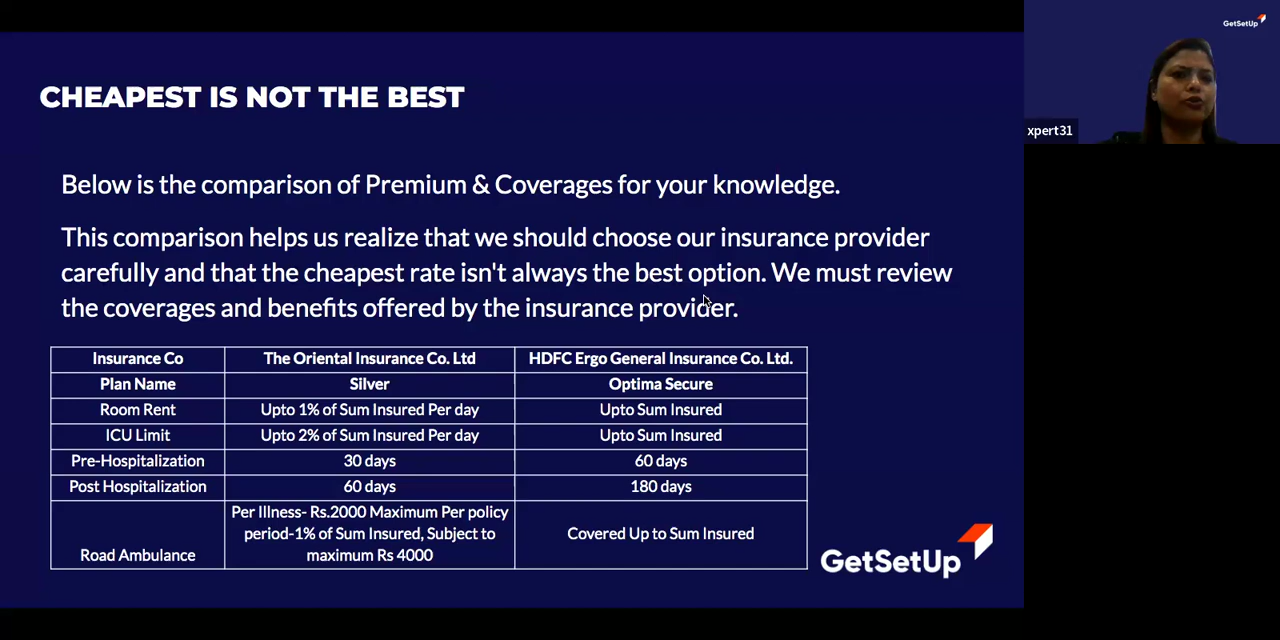 GetSetUp
xpert31
CHEAPEST IS NOT THE BEST
Below is the comparison of Premium & Coverages for your knowledge.
This comparison helps us realize that we should choose our insurance provider
carefully and that the cheapest rate isn't always the best option. We must review
the coverages and benefits offered by the insurance provider.
Insurance Co The Oriental Insurance Co. Ltd HDFC Ergo General Insurance Co. Ltd.
Plan Name Silver Optima Secure
Room Rent Upto 1% of Sum Insured Per day Upto Sum Insured
ICU Limit Upto 2% of Sum Insured Per day Upto Sum Insured
Pre-Hospitalization 30 days 60 days
Post Hospitalization 60 days 180 days
Road Ambulance Per Illness- Rs.2000 Maximum Per policy
period-1% of Sum Insured, Subject to
maximum Rs 4000 Covered Up to Sum Insured
GetSetUp